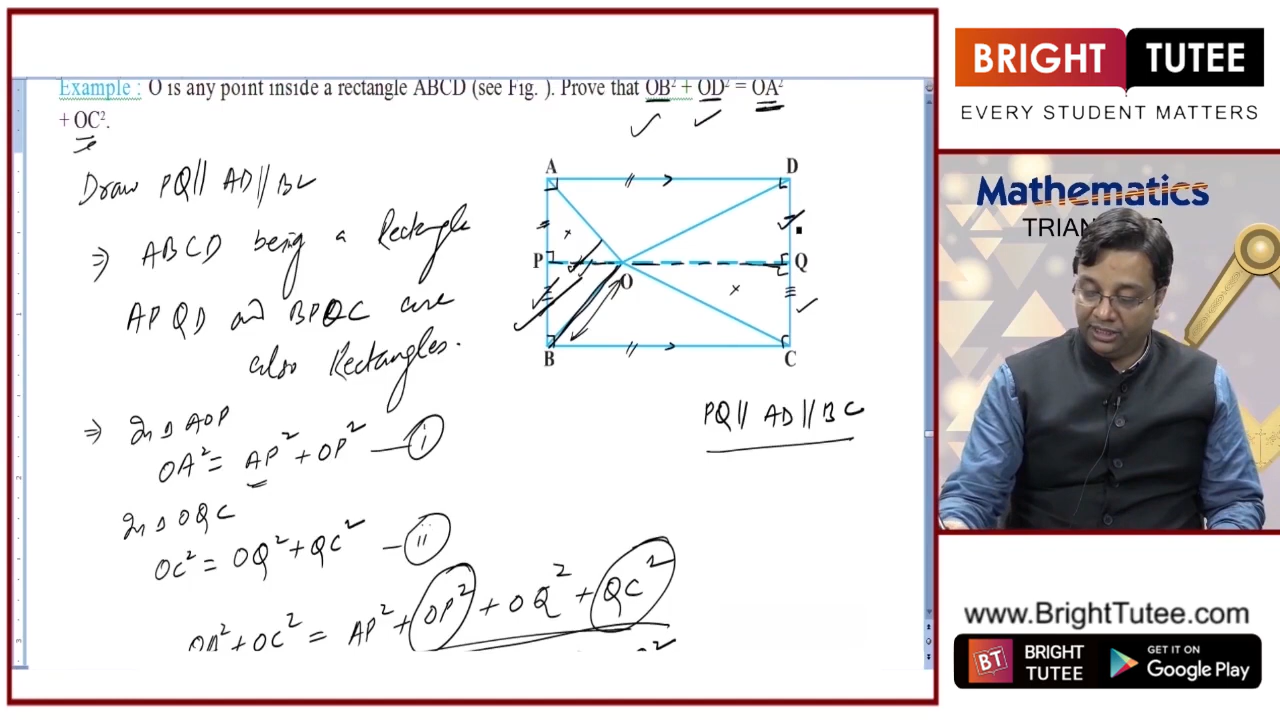 Example : O is any point inside a rectangle ABCD (see Fig. ). Prove that OB² + OD² = OA²
+ OC².
Draw PQ || AD || BC
⇒ ABCD being a Rectangle
APQD and BPQC are
also Rectangles.
⇒ In △ AOP
OA² = AP² + OP² — (i)
In △ OQC
OC² = OQ² + QC² — (ii)
OA² + OC² = AP² + OP² + OQ² + QC²
A
D
P
O
Q
B
C
PQ || AD || BC
BRIGHT TUTEE
EVERY STUDENT MATTERS
Mathematics
www.BrightTutee.com
BT
BRIGHT
TUTEE
GET IT ON
Google Play